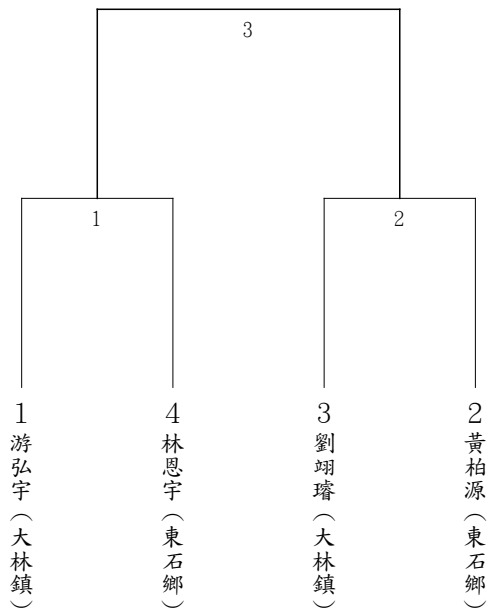 3
1
2
1 游弘宇（大林鎮）
4 林恩宇（東石鄉）
3 劉翊璿（大林鎮）
2 黃柏源（東石鄉）